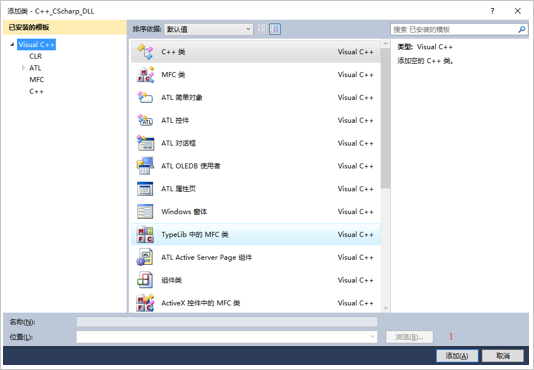 添加类 - C++_CScharp_DLL
? ×
已安装的模板
排序依据: 默认值
搜索 已安装的模板
Visual C++
CLR
ATL
MFC
C++
C++ 类 Visual C++
MFC 类 Visual C++
ATL 简单对象 Visual C++
ATL 控件 Visual C++
ATL 对话框 Visual C++
ATL OLEDB 使用者 Visual C++
ATL 属性页 Visual C++
Windows 窗体 Visual C++
TypeLib 中的 MFC 类 Visual C++
ATL Active Server Page 组件 Visual C++
组件类 Visual C++
ActiveX 控件中的 MFC 类 Visual C++
类型: Visual C++
添加空的 C++ 类。
名称(N):
位置(L):
浏览(B)...
1
添加(A)
取消